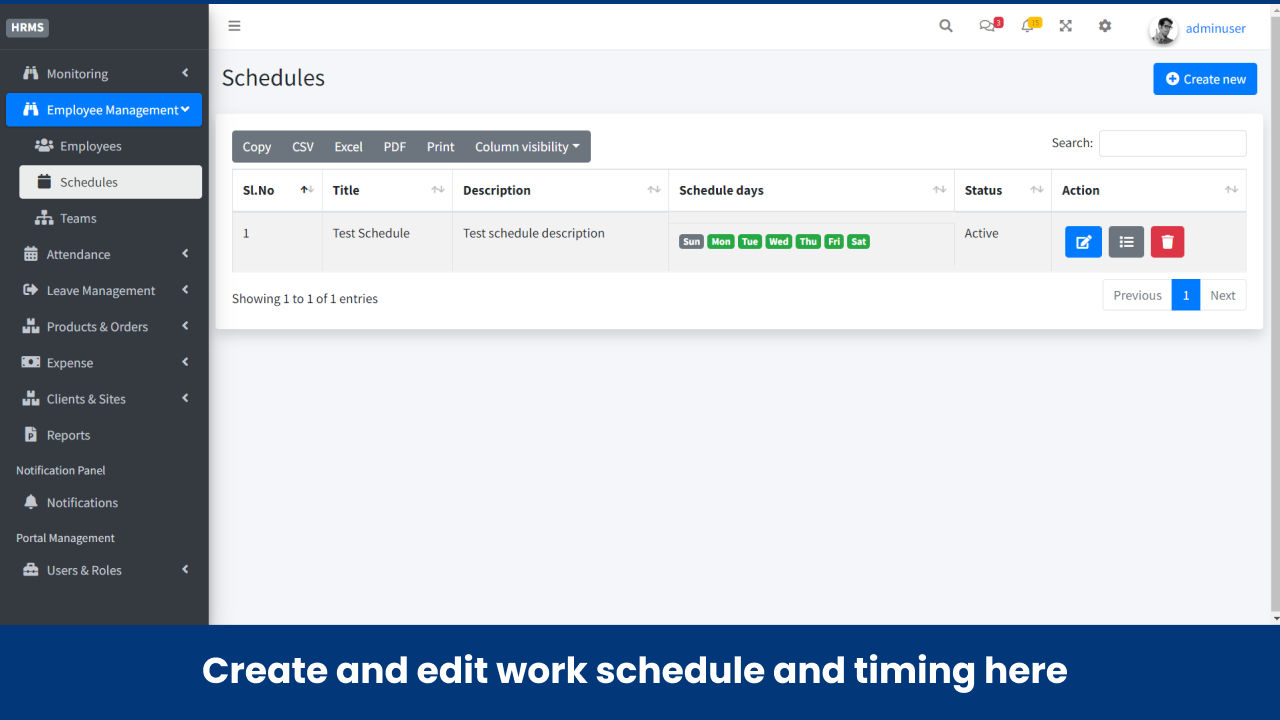 HRMS
3
15
adminuser
Monitoring
Employee Management
Employees
Schedules
Teams
Attendance
Leave Management
Products & Orders
Expense
Clients & Sites
Reports
Notification Panel
Notifications
Portal Management
Users & Roles
Schedules
Create new
Copy CSV Excel PDF Print Column visibility
Search:
Sl.No Title Description Schedule days Status Action
1 Test Schedule Test schedule description Sun Mon Tue Wed Thu Fri Sat Active
Showing 1 to 1 of 1 entries
Previous 1 Next
Create and edit work schedule and timing here